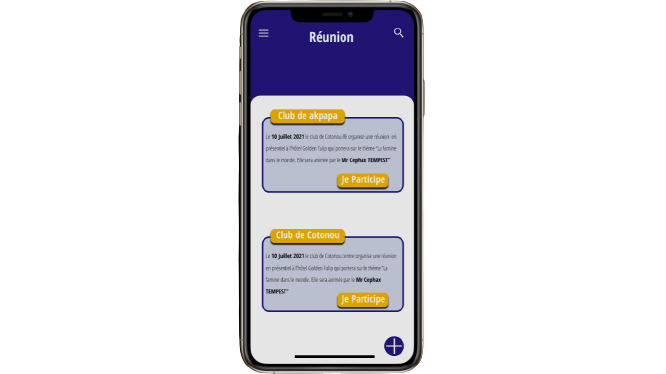 Réunion
Club de akpapa
Le 10 Juillet 2021 le club de Cotonou Ifè organise une réunion en
présentiel à l'hôtel Golden Tulip qui portera sur le thème "La famine
dans le monde. Elle sera animée par le Mr Cephax TEMPEST"
Je Participe
Club de Cotonou
Le 10 Juillet 2021 le club de Cotonou centre organise une réunion
en présentiel à l'hôtel Golden Tulip qui portera sur le thème "La
famine dans le monde. Elle sera animée par le Mr Cephax
TEMPEST"
Je Participe